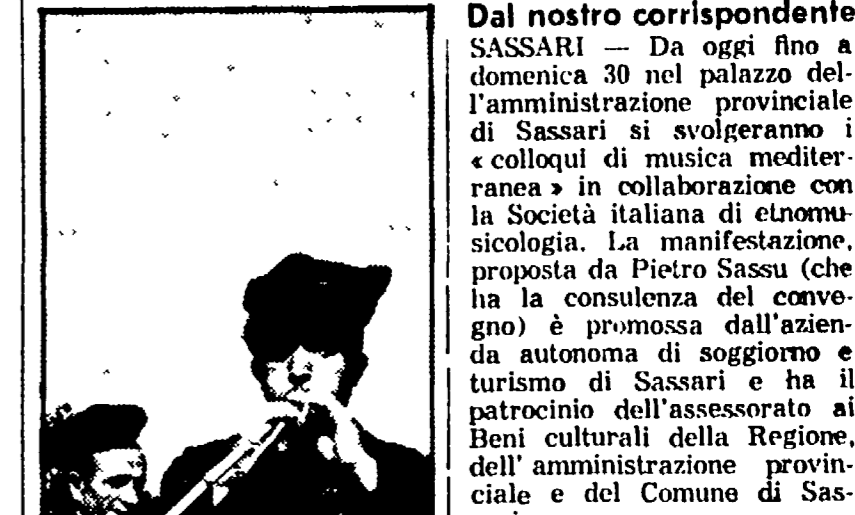 Dal nostro corrispondente
SASSARI — Da oggi fino a
domenica 30 nel palazzo del-
l'amministrazione provinciale
di Sassari si svolgeranno i
« colloqui di musica mediter-
ranea » in collaborazione con
la Società italiana di etnomu-
sicologia. La manifestazione,
proposta da Pietro Sassu (che
ha la consulenza del conve-
gno) è promossa dall'azien-
da autonoma di soggiorno e
turismo di Sassari e ha il
patrocinio dell'assessorato ai
Beni culturali della Regione,
dell' amministrazione provin-
ciale e del Comune di Sas-